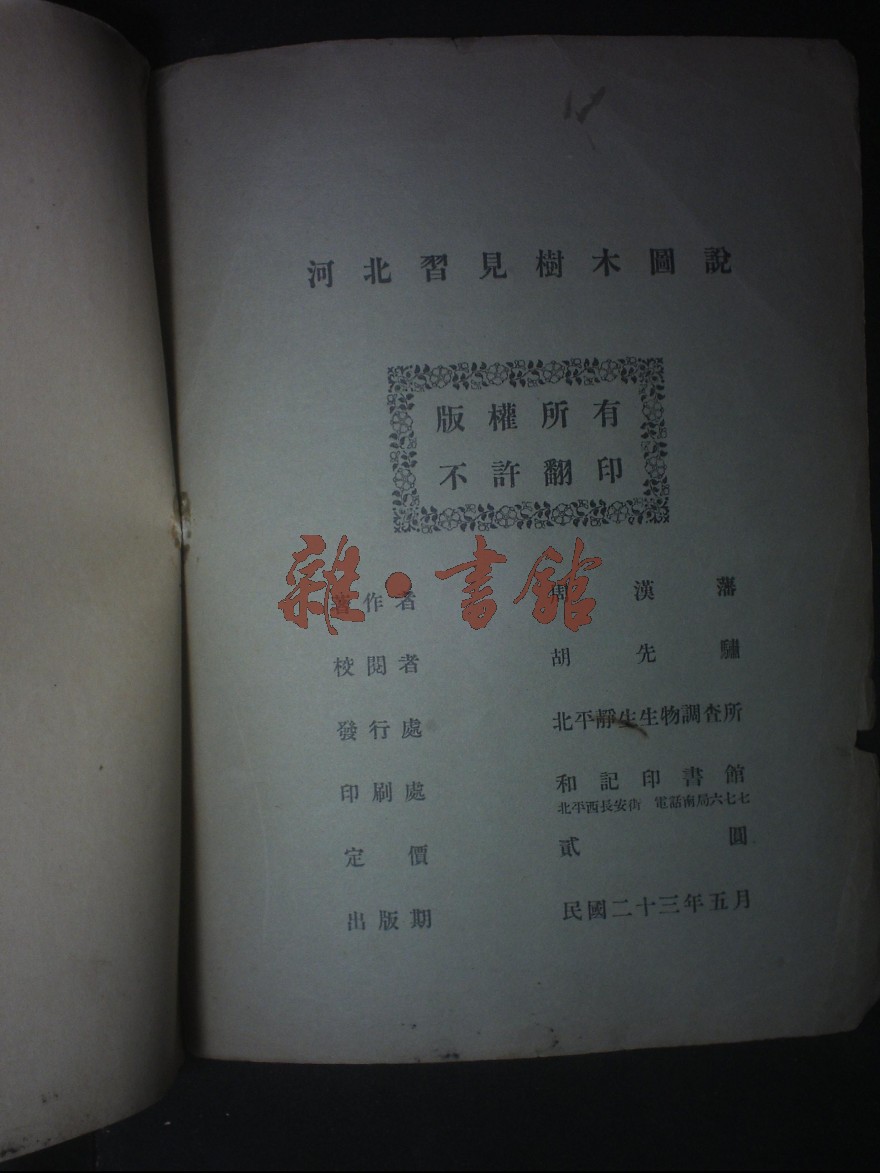 河北習見樹木圖說
版權所有
不許翻印
雜·書館
著作者 周漢藩
校閱者 胡先驌
發行處 北平靜生生物調查所
印刷處 和記印書館
北平西長安街 電話南局六七七
定價 貳圓
出版期 民國二十三年五月